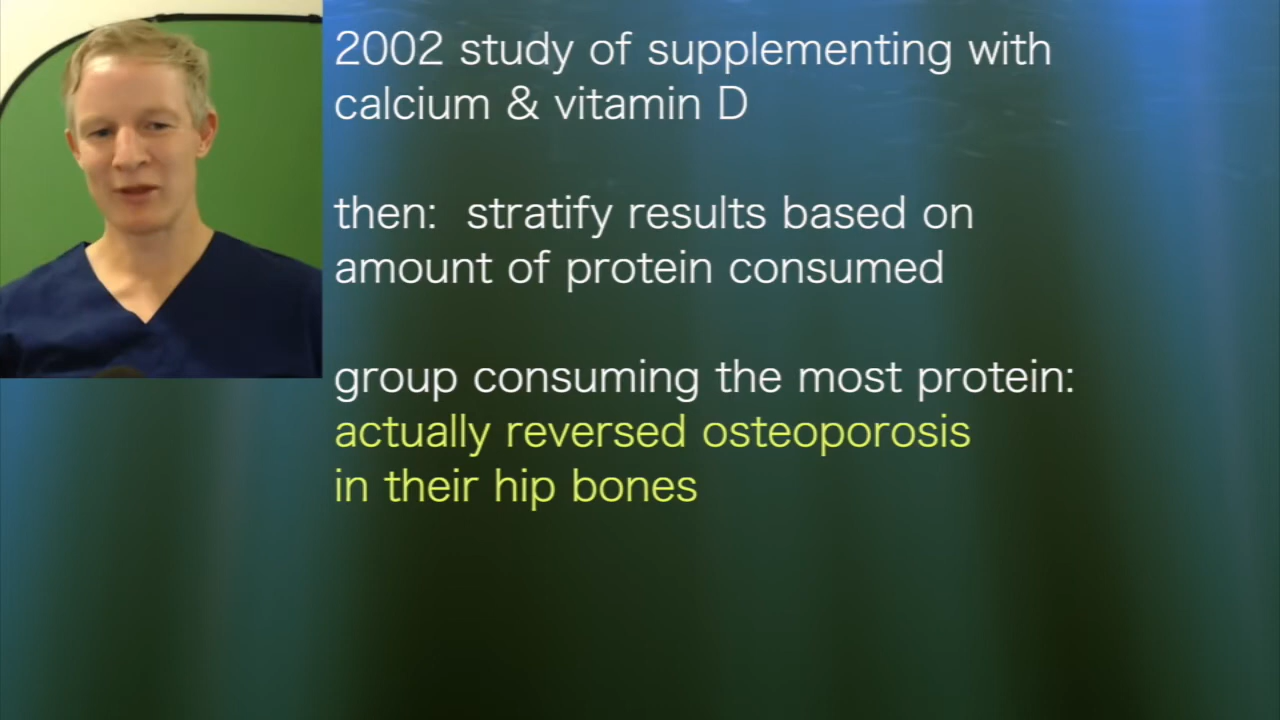 2002 study of supplementing with
calcium & vitamin D
then: stratify results based on
amount of protein consumed
group consuming the most protein:
actually reversed osteoporosis
in their hip bones